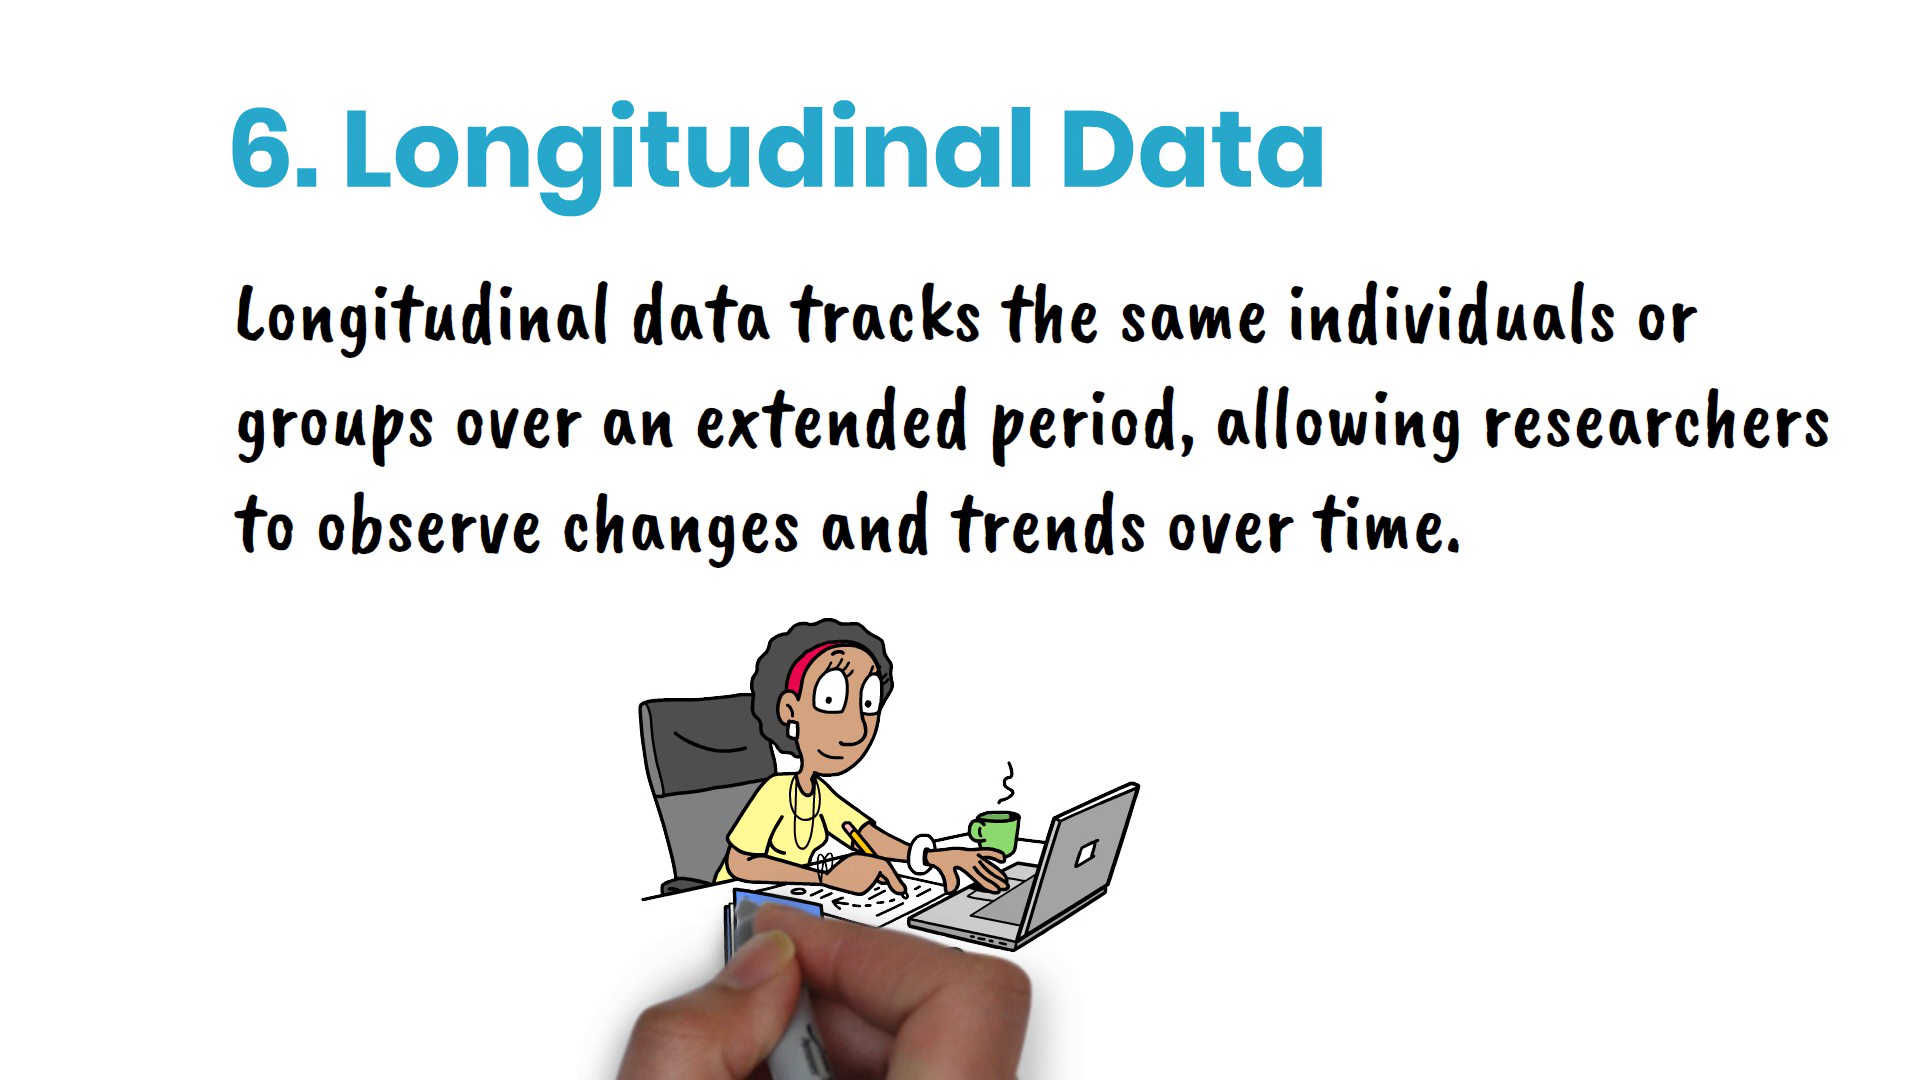 6. Longitudinal Data
Longitudinal data tracks the same individuals or
groups over an extended period, allowing researchers
to observe changes and trends over time.